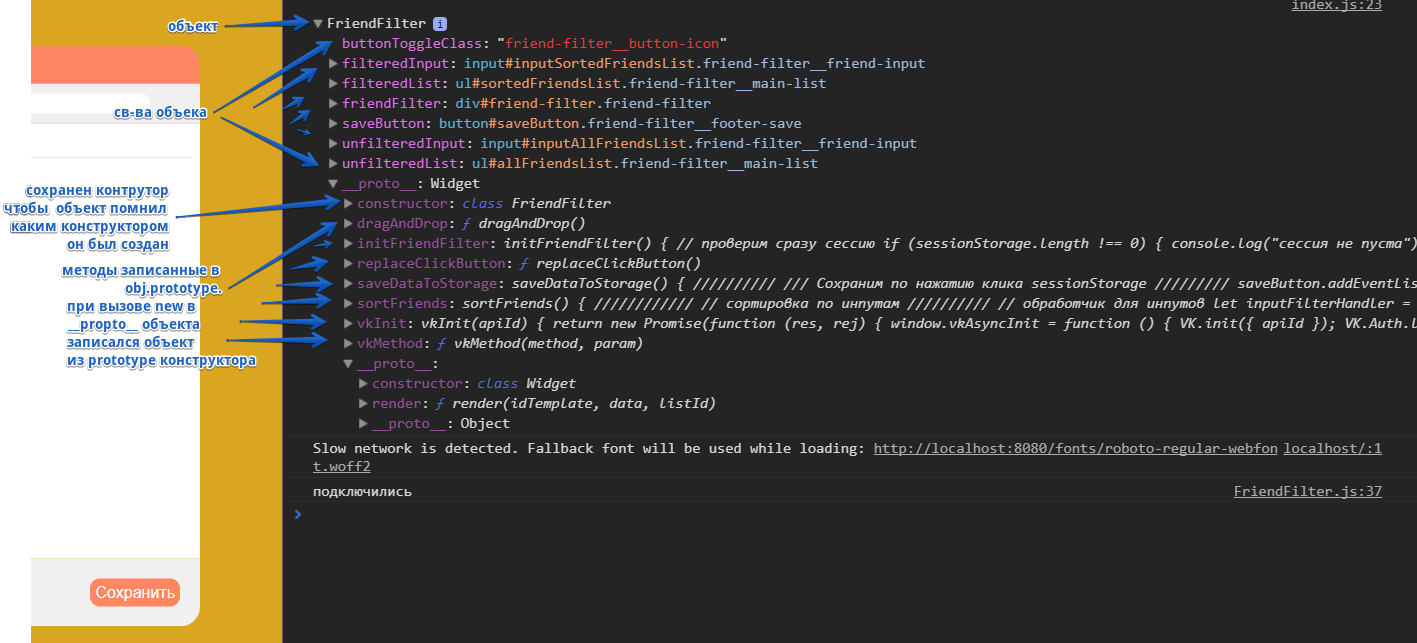 index.js:23
объект
FriendFilter i
buttonToggleClass: "friend-filter__button-icon"
filteredInput: input#inputSortedFriendsList.friend-filter__friend-input
filteredList: ul#sortedFriendsList.friend-filter__main-list
friendFilter: div#friend-filter.friend-filter
св-ва объека
saveButton: button#saveButton.friend-filter__footer-save
unfilteredInput: input#inputAllFriendsList.friend-filter__friend-input
unfilteredList: ul#allFriendsList.friend-filter__main-list
__proto__: Widget
сохранен контрутор
чтобы объект помнил
каким конструктором
он был создан
constructor: class FriendFilter
dragAndDrop: ƒ dragAndDrop()
initFriendFilter: initFriendFilter() { // проверим сразу сессию if (sessionStorage.length !== 0) { console.log("сессия не пуста")
методы записанные в
obj.prototype.
при вызове new в
__propto__ объекта
записался объект
из prototype конструктора
replaceClickButton: ƒ replaceClickButton()
saveDataToStorage: saveDataToStorage() { ////////// /// Сохраним по нажатию клика sessionStorage ///////// saveButton.addEventLis
sortFriends: sortFriends() { //////////// // сортировка по инпутам ////////// // обработчик для инпутов let inputFilterHandler =
vkInit: vkInit(apiId) { return new Promise(function (res, rej) { window.vkAsyncInit = function () { VK.init({ apiId }); VK.Auth.l
vkMethod: ƒ vkMethod(method, param)
__proto__:
constructor: class Widget
render: ƒ render(idTemplate, data, listId)
__proto__: Object
Slow network is detected. Fallback font will be used while loading: http://localhost:8080/fonts/roboto-regular-webfon localhost/:1
t.woff2
подключились FriendFilter.js:37
Сохранить